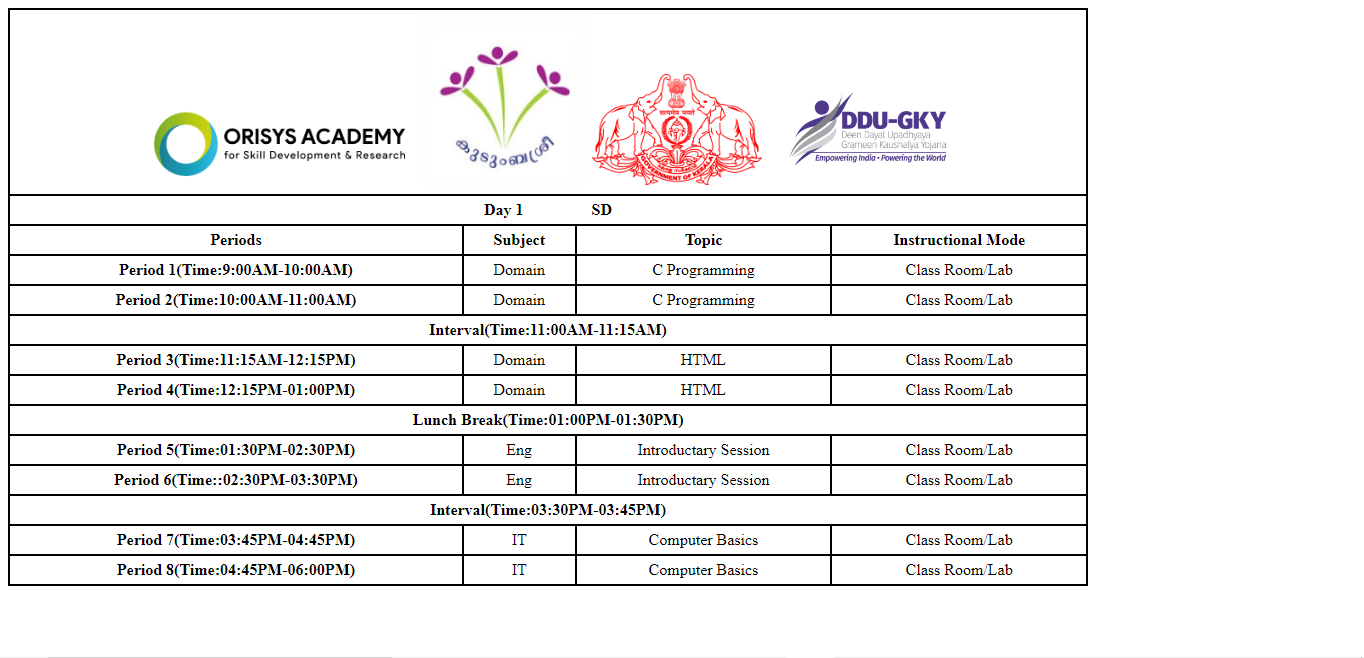 ORISYS ACADEMY
for Skill Development & Research
കുടുംബശ്രീ
सत्यमेव जयते
GOVERNMENT OF KERALA
DDU-GKY
Deen Dayal Upadhyaya
Grameen Kaushalya Yojana
Empowering India • Powering the World
Day 1 SD
Periods Subject Topic Instructional Mode
Period 1(Time:9:00AM-10:00AM) Domain C Programming Class Room/Lab
Period 2(Time:10:00AM-11:00AM) Domain C Programming Class Room/Lab
Interval(Time:11:00AM-11:15AM)
Period 3(Time:11:15AM-12:15PM) Domain HTML Class Room/Lab
Period 4(Time:12:15PM-01:00PM) Domain HTML Class Room/Lab
Lunch Break(Time:01:00PM-01:30PM)
Period 5(Time:01:30PM-02:30PM) Eng Introductary Session Class Room/Lab
Period 6(Time::02:30PM-03:30PM) Eng Introductary Session Class Room/Lab
Interval(Time:03:30PM-03:45PM)
Period 7(Time:03:45PM-04:45PM) IT Computer Basics Class Room/Lab
Period 8(Time:04:45PM-06:00PM) IT Computer Basics Class Room/Lab